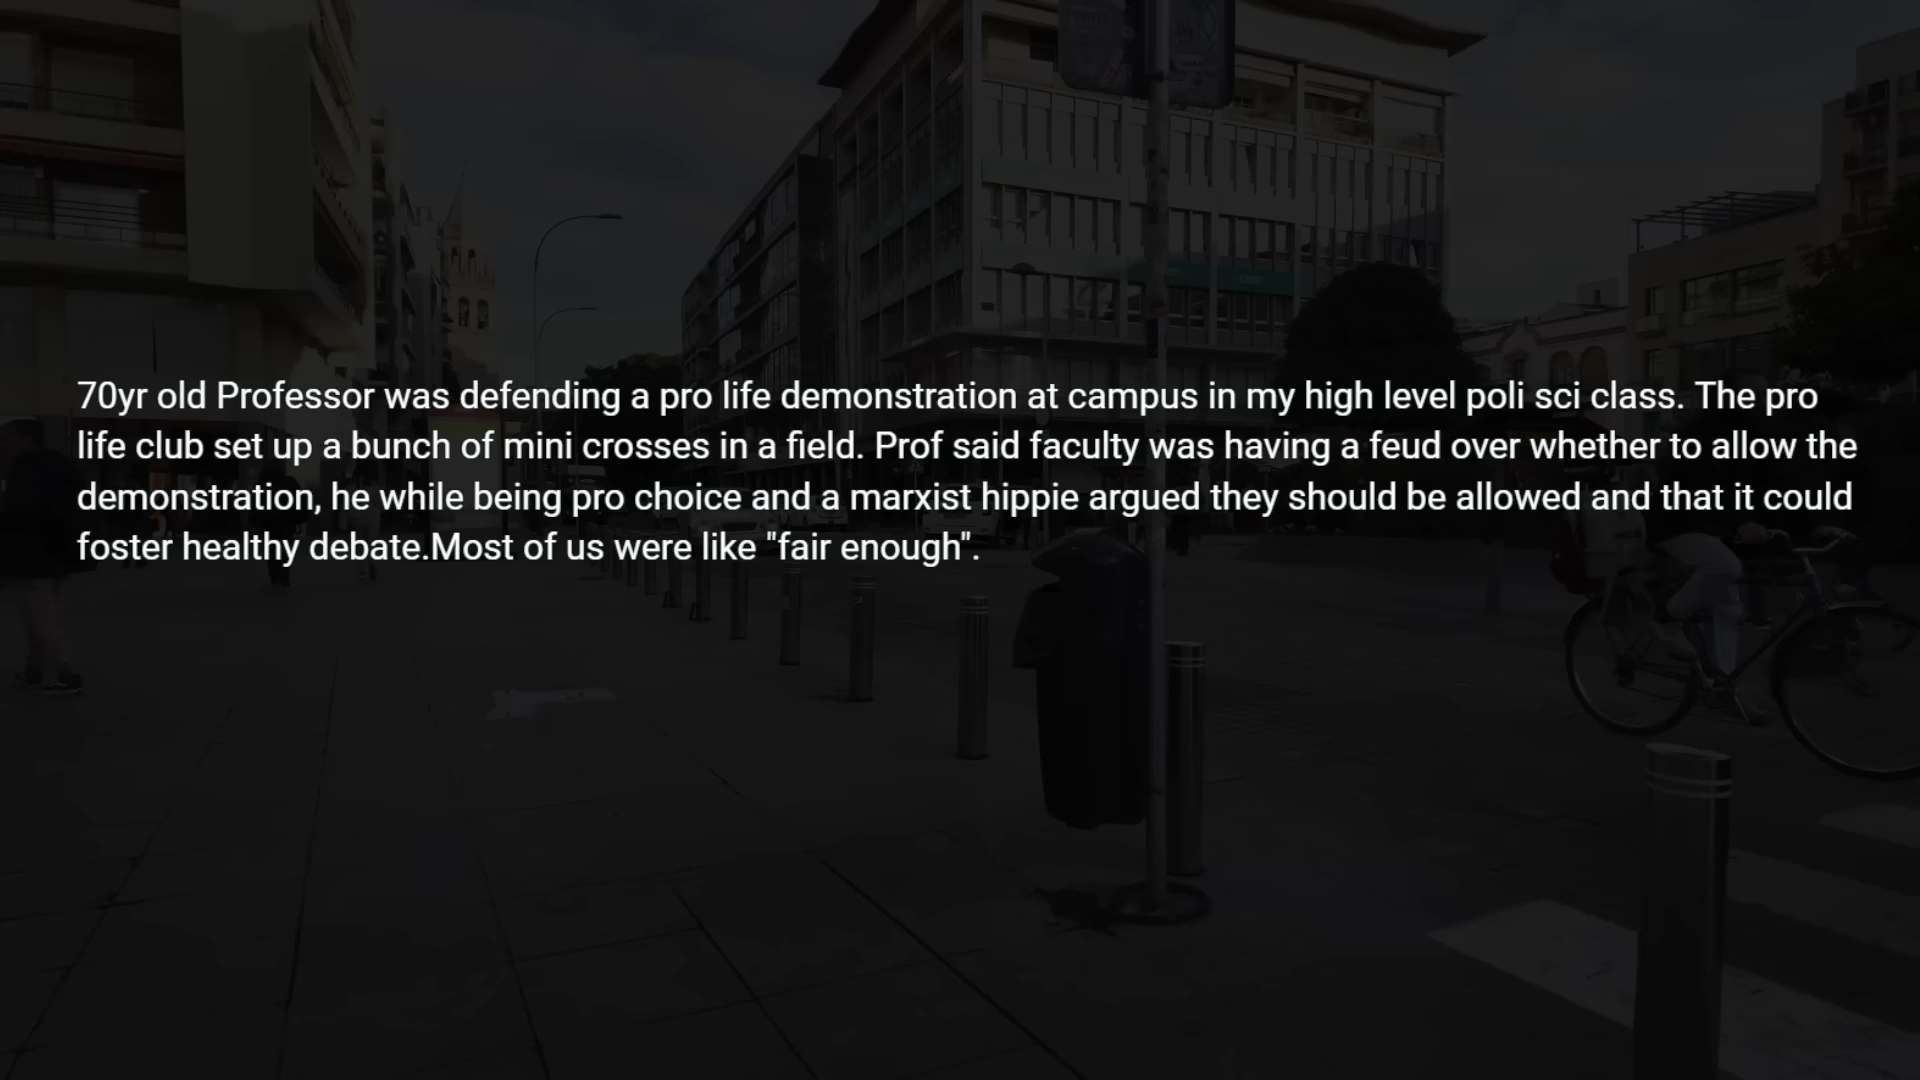 70yr old Professor was defending a pro life demonstration at campus in my high level poli sci class. The pro
life club set up a bunch of mini crosses in a field. Prof said faculty was having a feud over whether to allow the
demonstration, he while being pro choice and a marxist hippie argued they should be allowed and that it could
foster healthy debate.Most of us were like "fair enough".